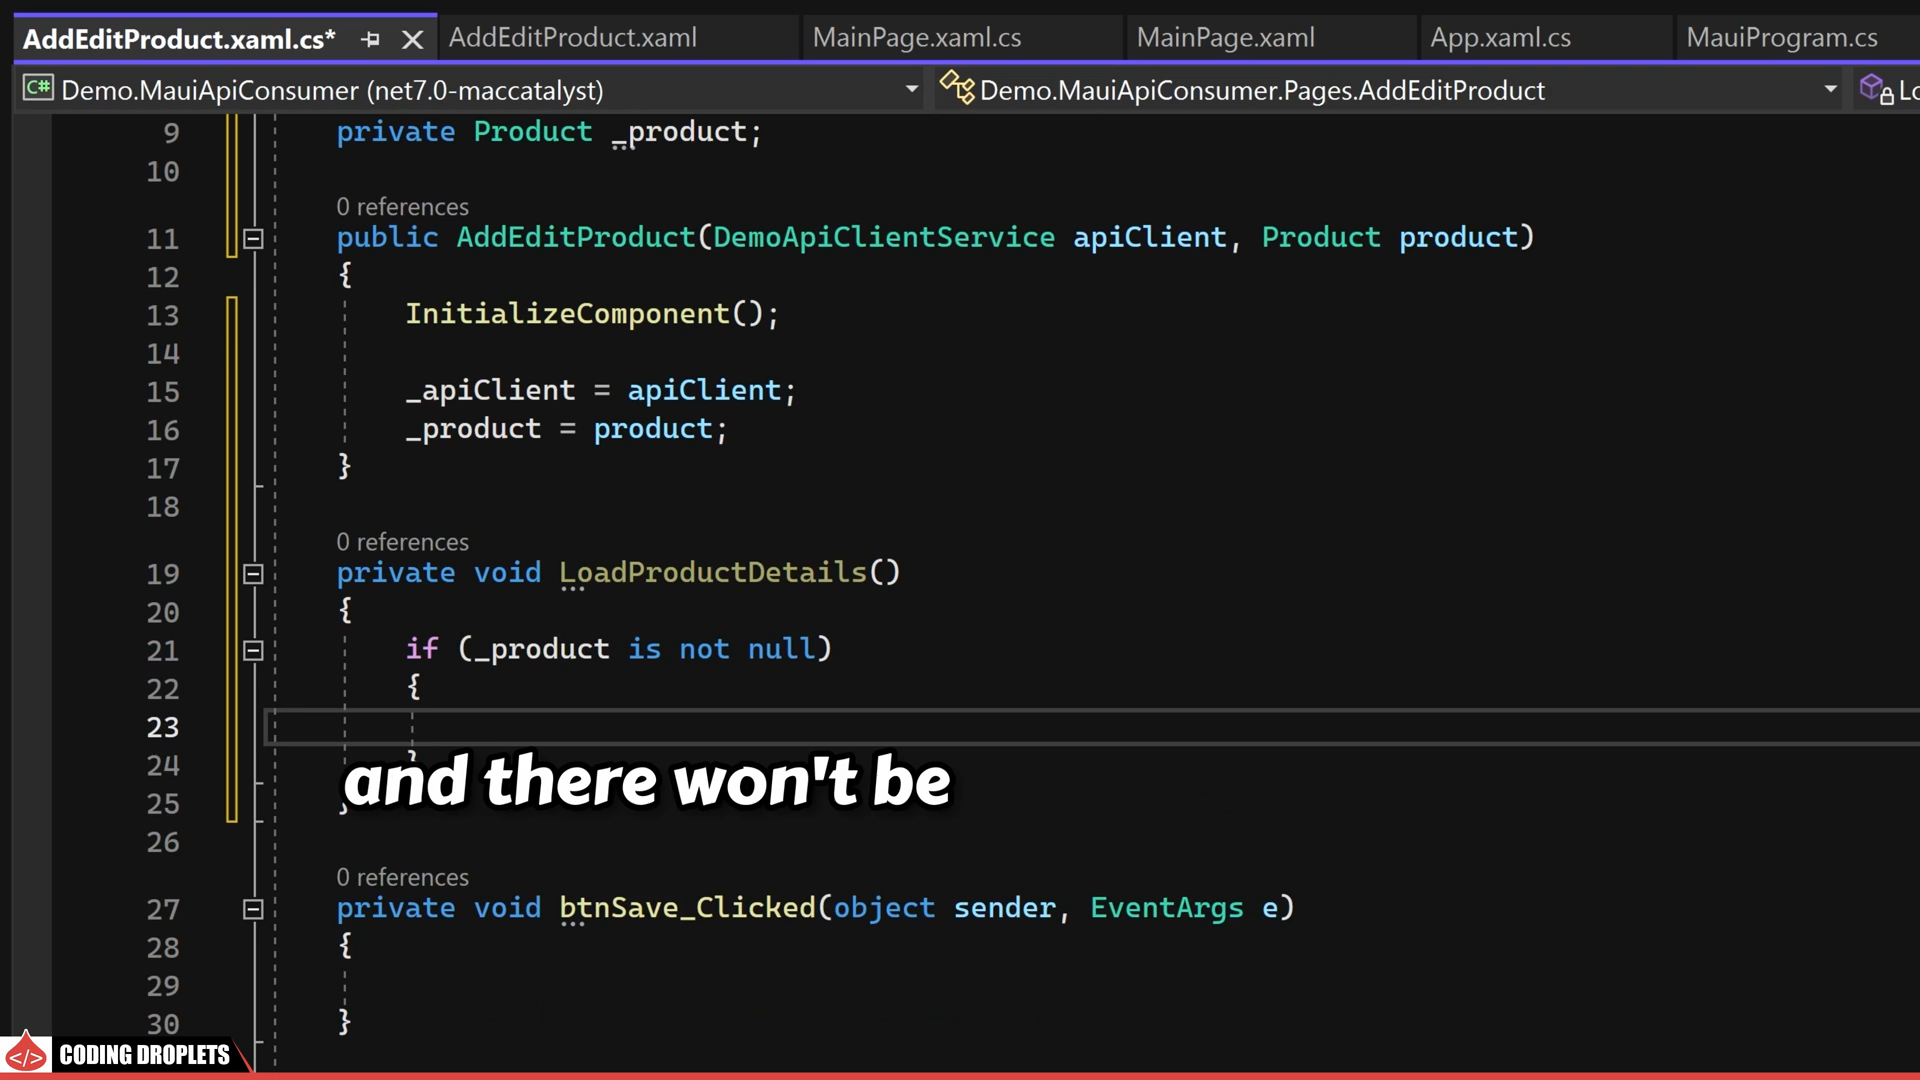 AddEditProduct.xaml.cs* AddEditProduct.xaml MainPage.xaml.cs MainPage.xaml App.xaml.cs MauiProgram.cs
C# Demo.MauiApiConsumer (net7.0-maccatalyst) Demo.MauiApiConsumer.Pages.AddEditProduct Lo
9 private Product _product;
10
0 references
11 public AddEditProduct(DemoApiClientService apiClient, Product product)
12 {
13 InitializeComponent();
14
15 _apiClient = apiClient;
16 _product = product;
17 }
18
0 references
19 private void LoadProductDetails()
20 {
21 if (_product is not null)
22 {
23
24 }
and there won't be
25 }
26
0 references
27 private void btnSave_Clicked(object sender, EventArgs e)
28 {
29
30 }
</> CODING DROPLETS